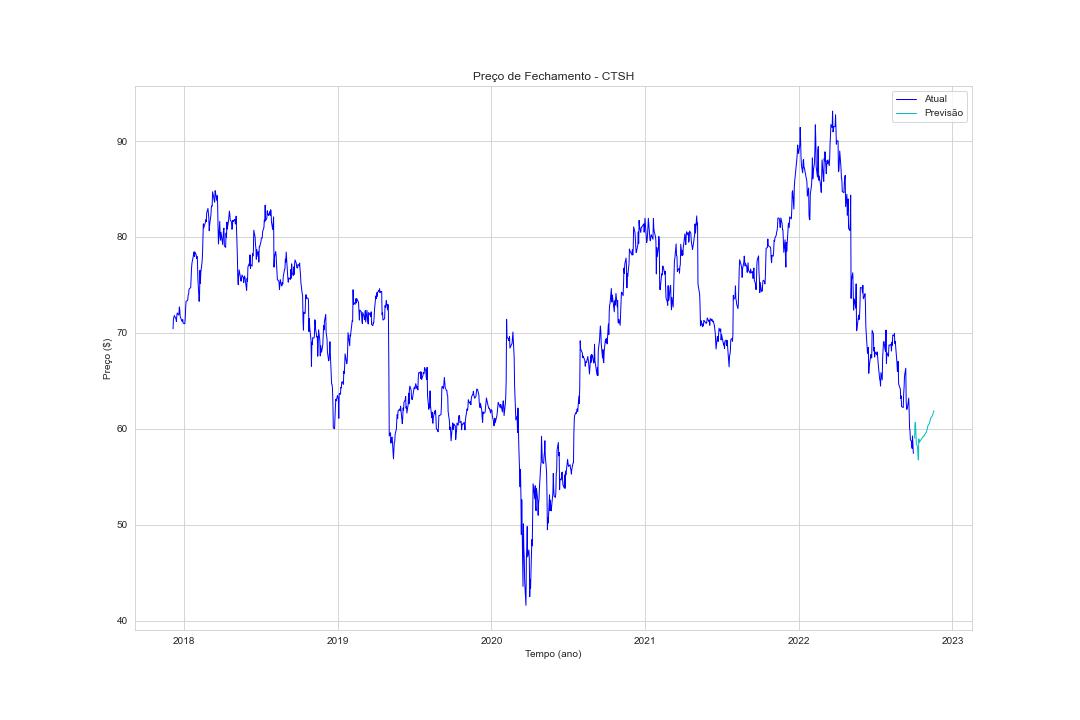 Preço de Fechamento - CTSH
Atual
Previsão
Preço ($)
90
80
70
60
50
40
2018
2019
2020
2021
2022
2023
Tempo (ano)